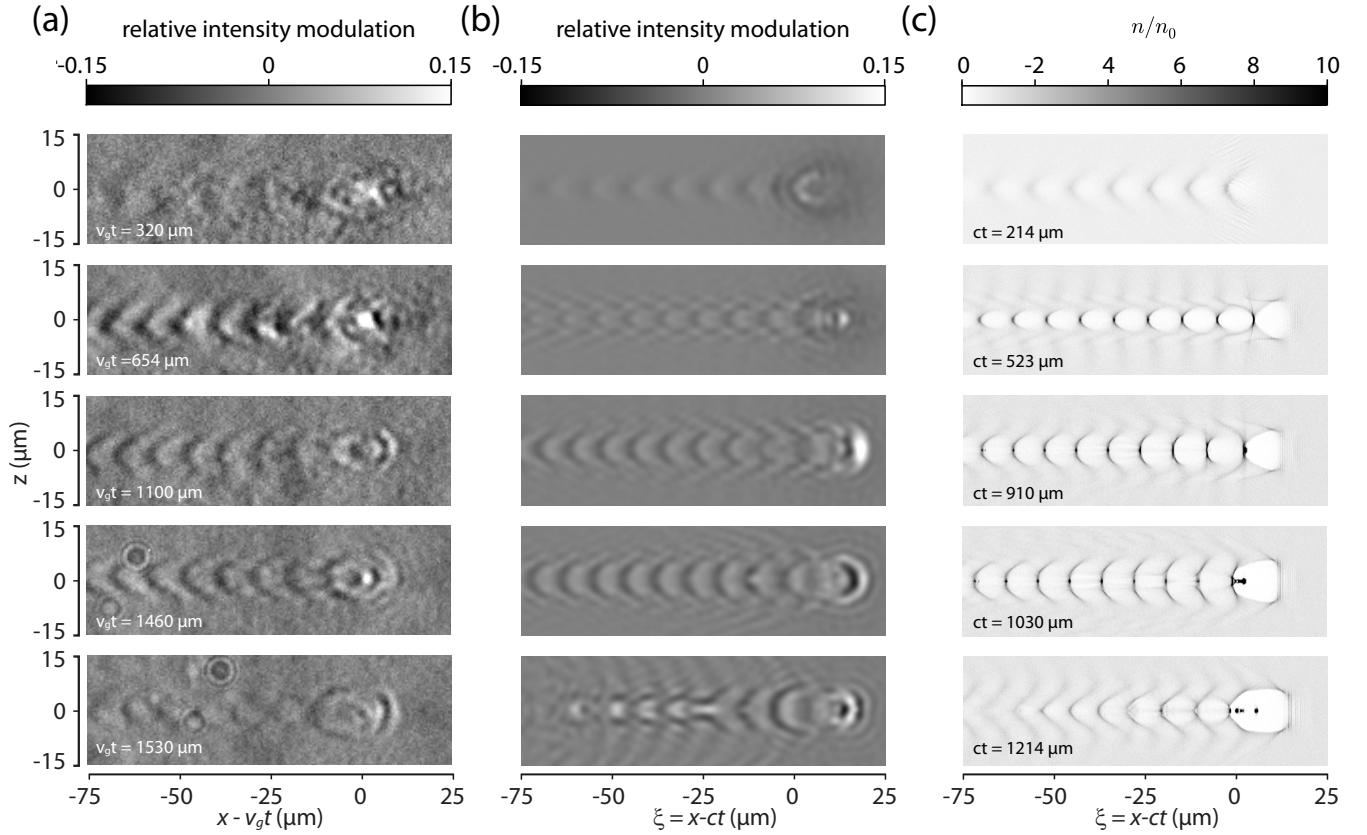 (a)
relative intensity modulation
-0.15 0 0.15
(b)
relative intensity modulation
-0.15 0 0.15
(c)
n/n0
0 -2 -4 6 8 10
15
0
-15
vgt = 320 µm
ct = 214 µm
15
0
-15
vgt =654 µm
ct = 523 µm
z (µm)
15
0
-15
vgt = 1100 µm
ct = 910 µm
15
0
-15
vgt = 1460 µm
ct = 1030 µm
15
0
-15
vgt = 1530 µm
ct = 1214 µm
-75 -50 -25 0 25
x - vgt (µm)
-75 -50 -25 0 25
ξ = x-ct (µm)
-75 -50 -25 0 25
ξ = x-ct (µm)